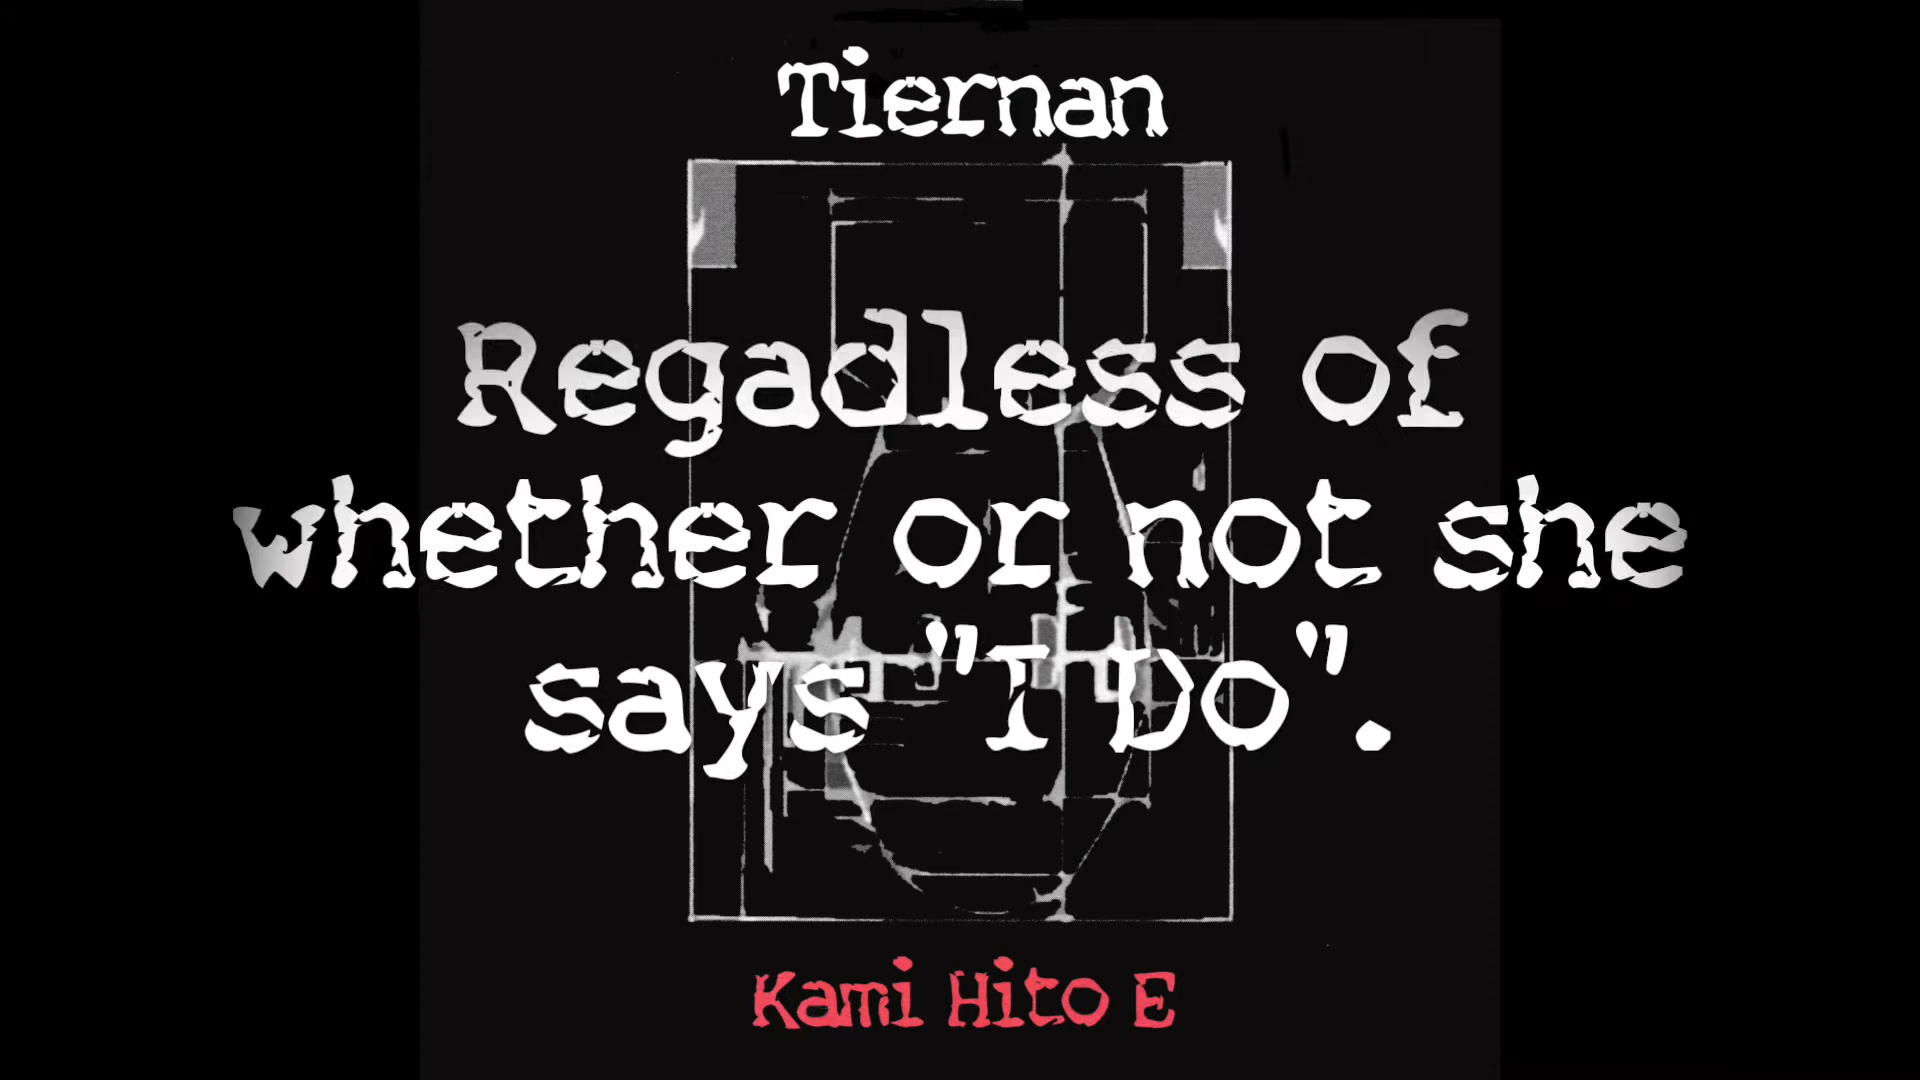 Tiernan
Regadless of
whether or not she
says "I Do".
Kami Hito E